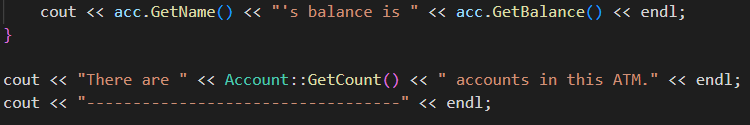 cout << acc.GetName() << "'s balance is " << acc.GetBalance() << endl;
}
cout << "There are " << Account::GetCount() << " accounts in this ATM." << endl;
cout << "----------------------------------" << endl;